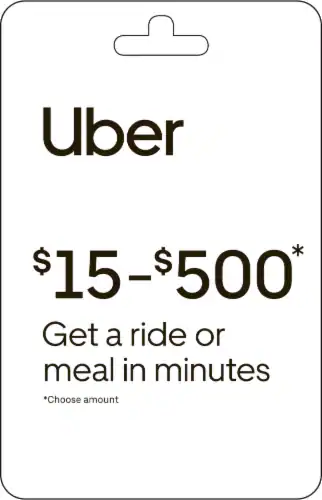 Uber
$15-$500*
Get a ride or
meal in minutes
*Choose amount